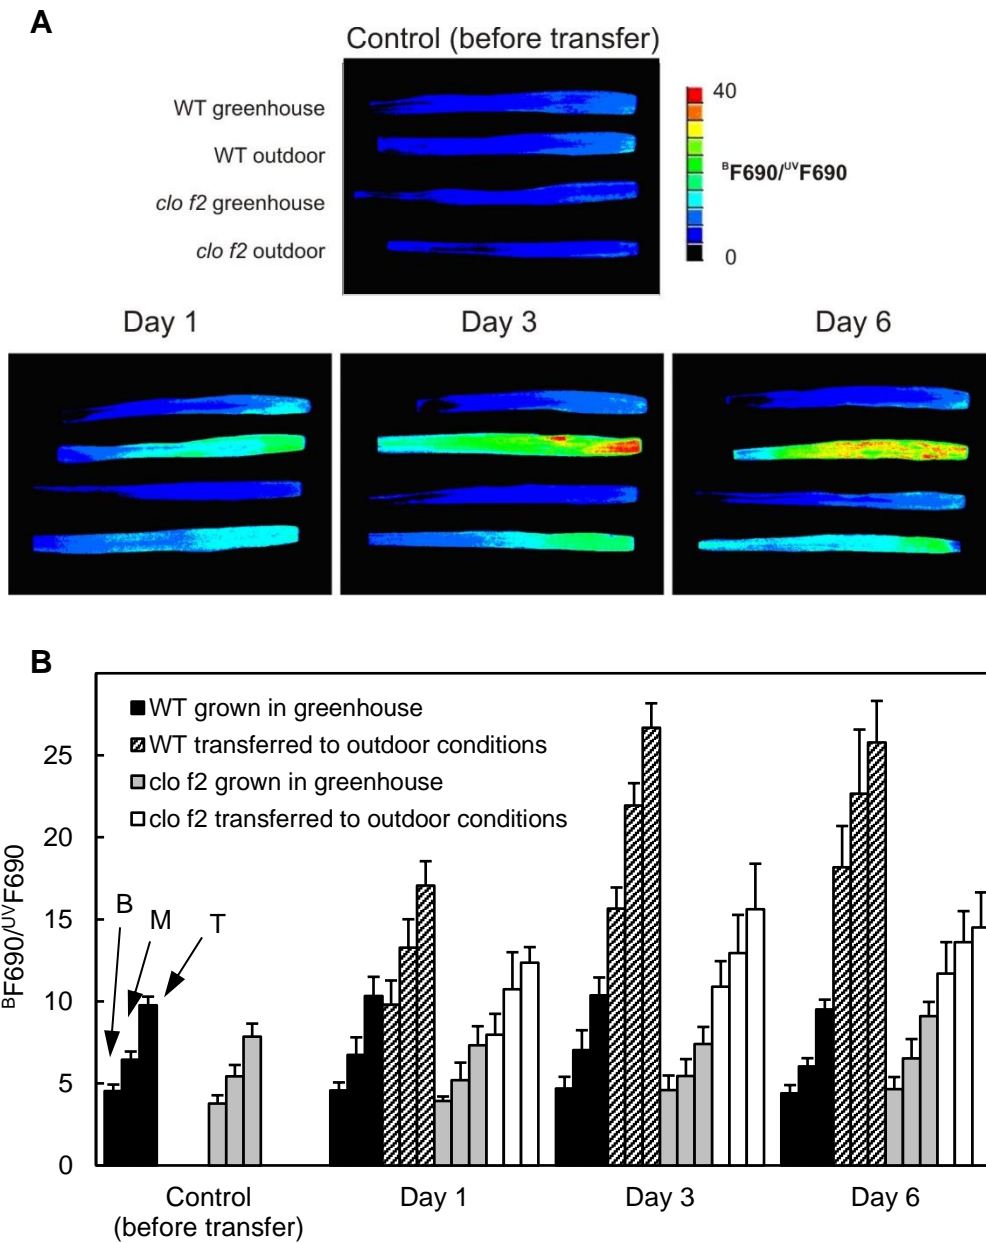 A
Control (before transfer)
WT greenhouse
WT outdoor
clo f2 greenhouse
clo f2 outdoor
40
ᴮF690/ᵁⱽF690
0
Day 1
Day 3
Day 6
B
WT grown in greenhouse
WT transferred to outdoor conditions
clo f2 grown in greenhouse
clo f2 transferred to outdoor conditions
ᴮF690/ᵁⱽF690
25
20
15
10
5
0
B
M
T
Control
(before transfer)
Day 1
Day 3
Day 6